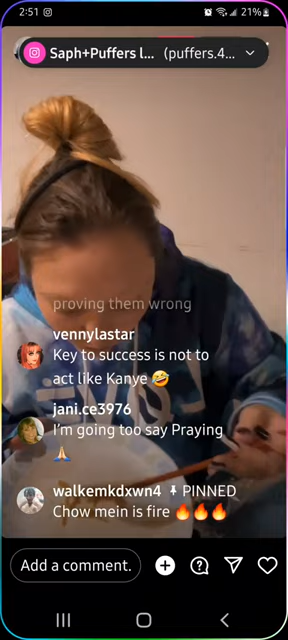 2:51 21%
Saph+Puffers l... (puffers.4...
proving them wrong
vennylastar
Key to success is not to
act like Kanye 🤣
jani.ce3976
I'm going too say Praying
🙏
walkemkdxwn4 PINNED
Chow mein is fire 🔥🔥🔥
Add a comment.